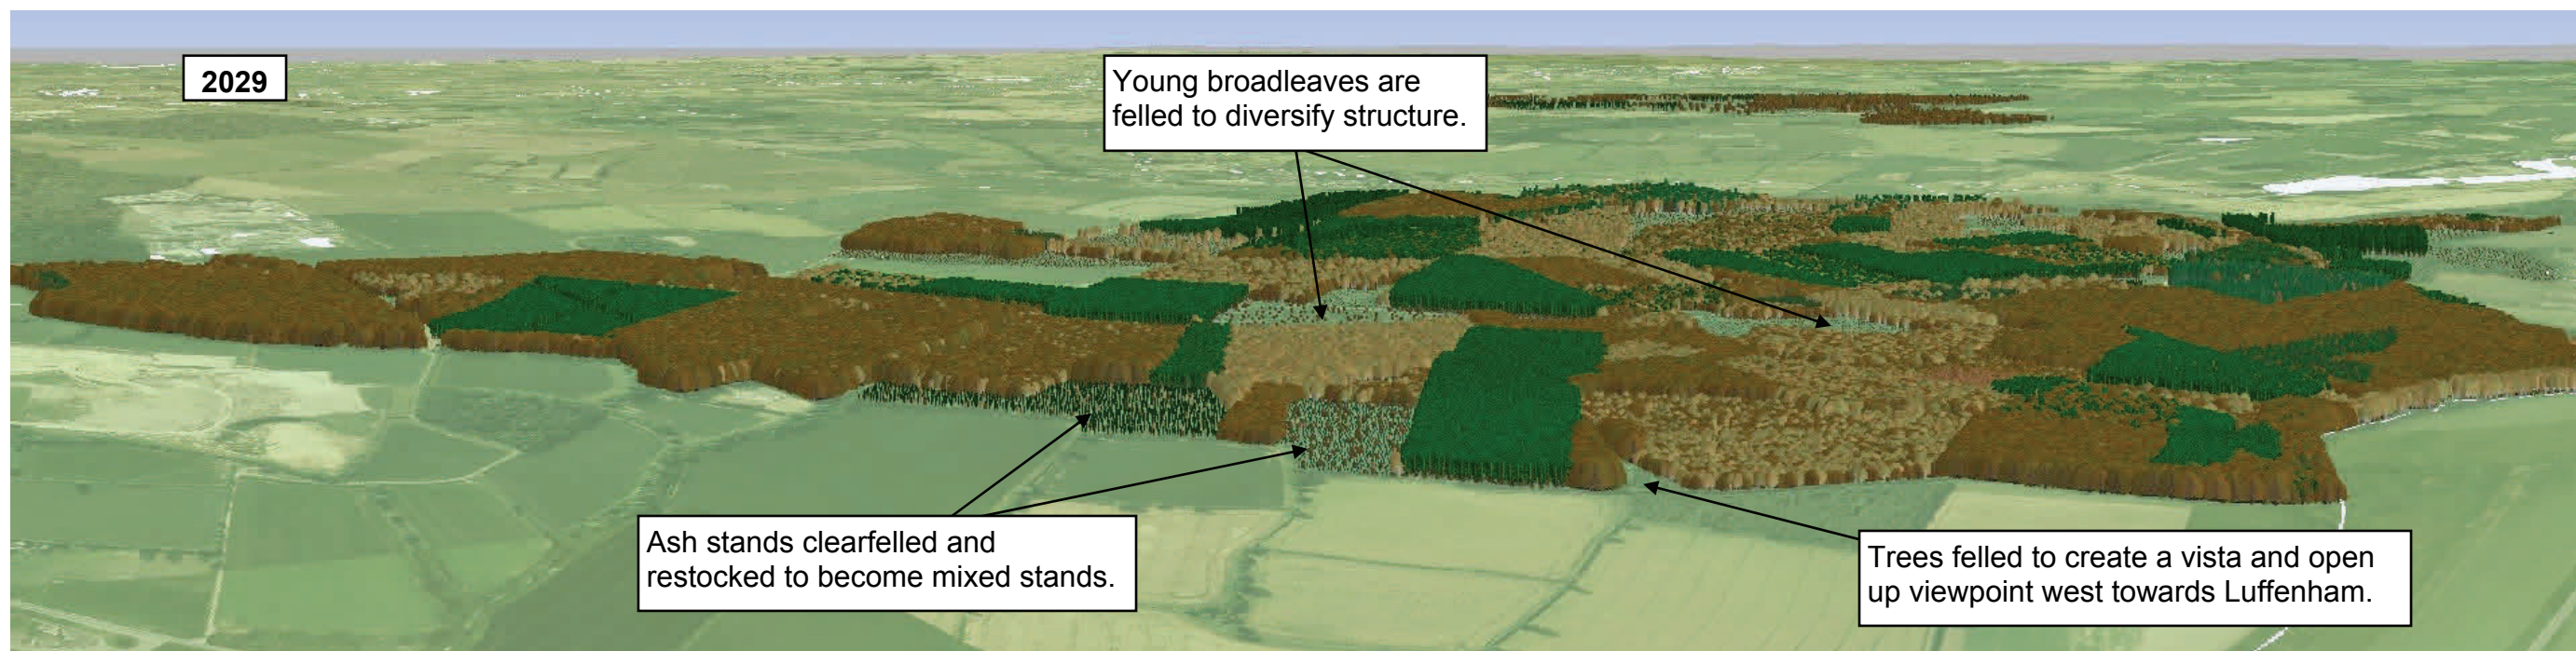 2029
Young broadleaves are
felled to diversify structure.
Ash stands clearfelled and
restocked to become mixed stands.
Trees felled to create a vista and open
up viewpoint west towards Luffenham.